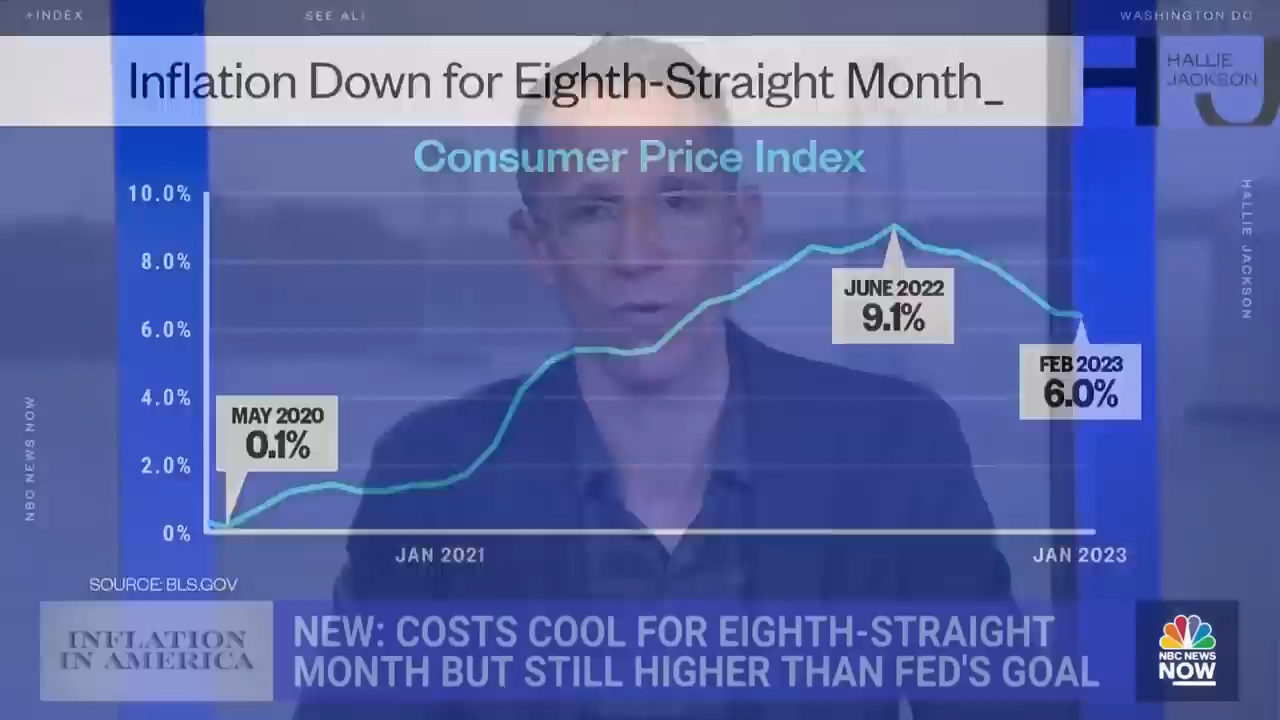 +INDEX
SEE ALL
WASHINGTON DC
Inflation Down for Eighth-Straight Month_
HALLIE
JACKSON
Consumer Price Index
10.0%
8.0%
6.0%
4.0%
2.0%
0%
MAY 2020
0.1%
JUNE 2022
9.1%
FEB 2023
6.0%
JAN 2021
JAN 2023
HALLIE JACKSON
NBC NEWS NOW
SOURCE: BLS.GOV
INFLATION
IN AMERICA
NEW: COSTS COOL FOR EIGHTH-STRAIGHT
MONTH BUT STILL HIGHER THAN FED'S GOAL
NBC NEWS
NOW